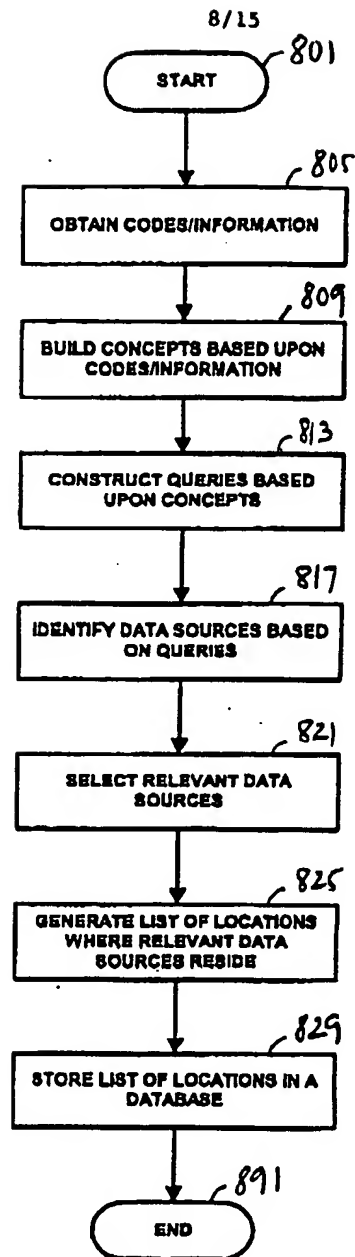 8/15
801
START
805
OBTAIN CODES/INFORMATION
809
BUILD CONCEPTS BASED UPON
CODES/INFORMATION
813
CONSTRUCT QUERIES BASED
UPON CONCEPTS
817
IDENTIFY DATA SOURCES BASED
ON QUERIES
821
SELECT RELEVANT DATA
SOURCES
825
GENERATE LIST OF LOCATIONS
WHERE RELEVANT DATA
SOURCES RESIDE
829
STORE LIST OF LOCATIONS IN A
DATABASE
891
END